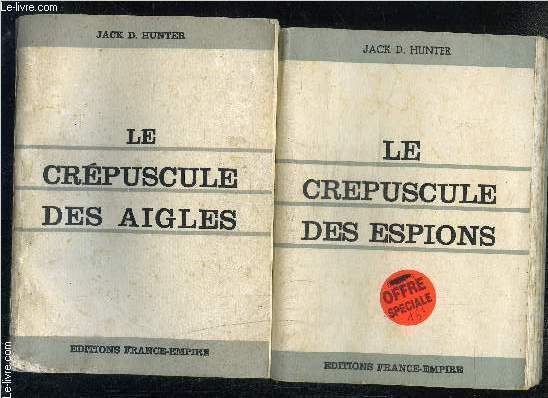 Le-livre.com
JACK D. HUNTER
LE
CRÉPUSCULE
DES AIGLES
EDITIONS FRANCE-EMPIRE
JACK D. HUNTER
LE
CREPUSCULE
DES ESPIONS
OFFRE
SPECIALE
EDITIONS FRANCE-EMPIRE
Le-livre.com